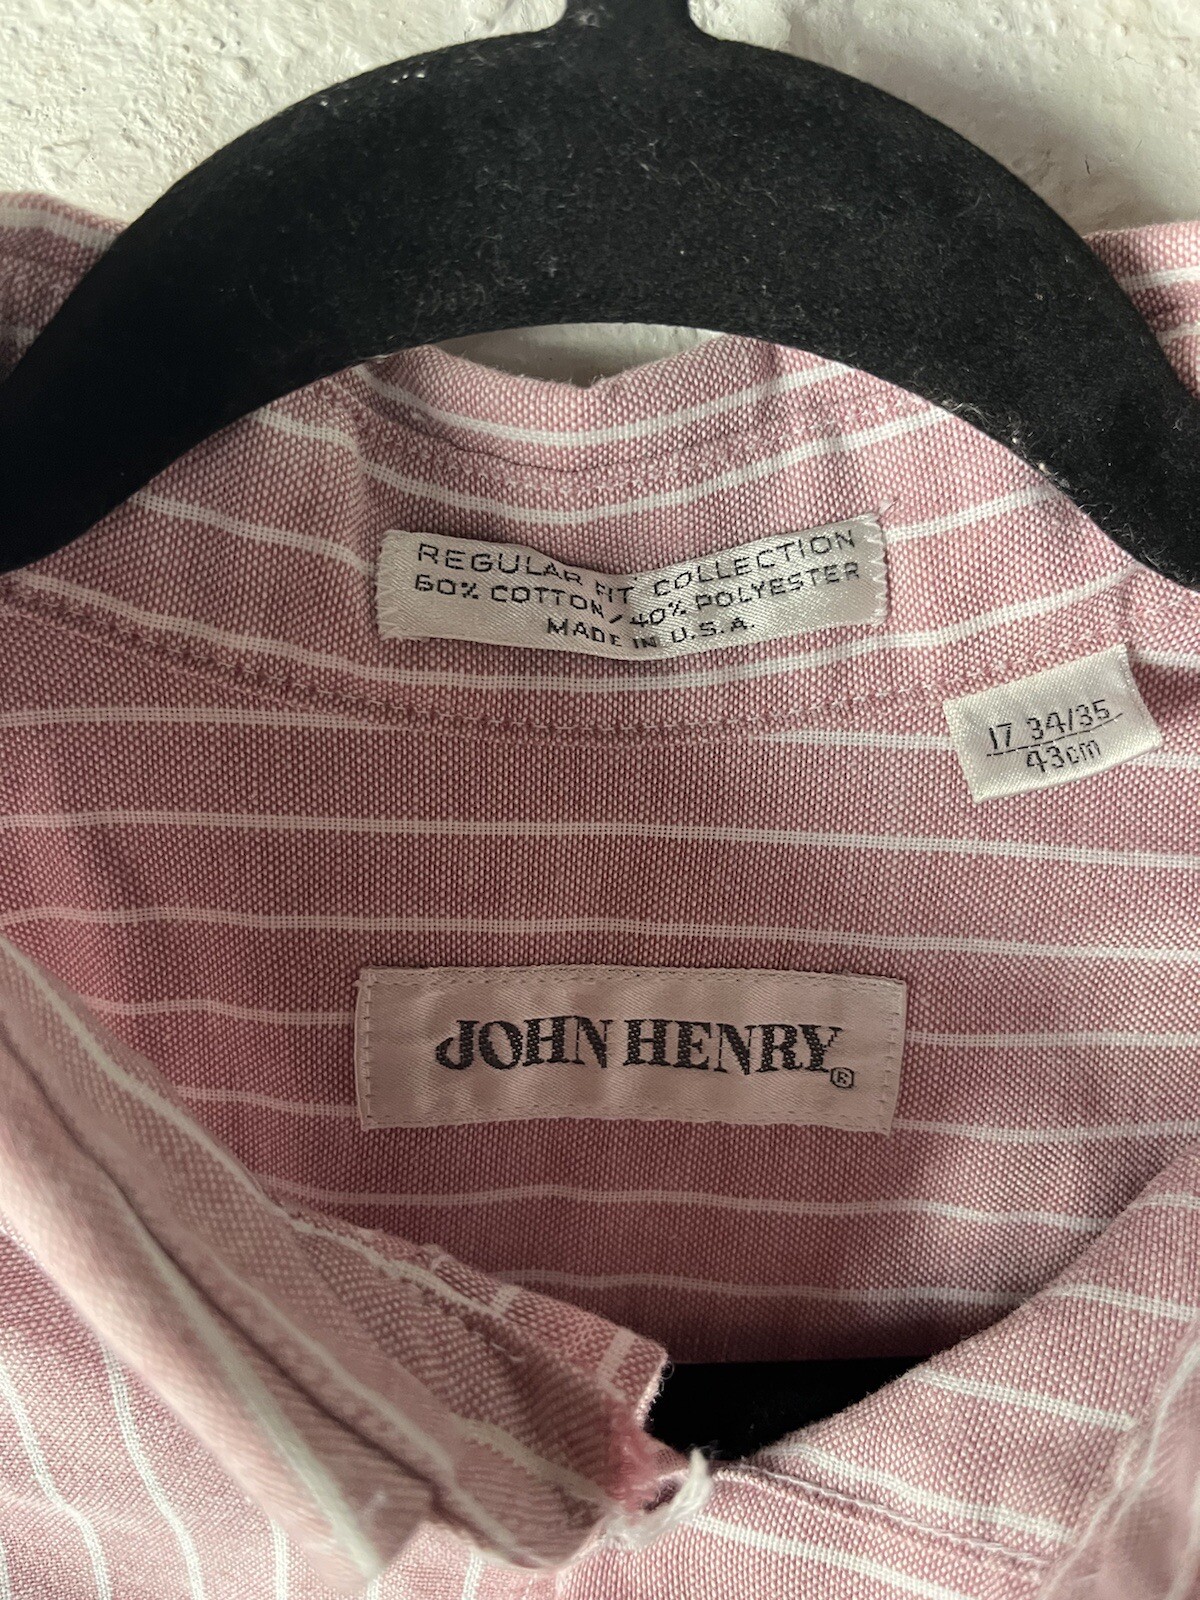 REGULAR FIT COLLECTION
60% COTTON/40% POLYESTER
MADE IN U.S.A.
17 34/35
43cm
JOHN HENRY®